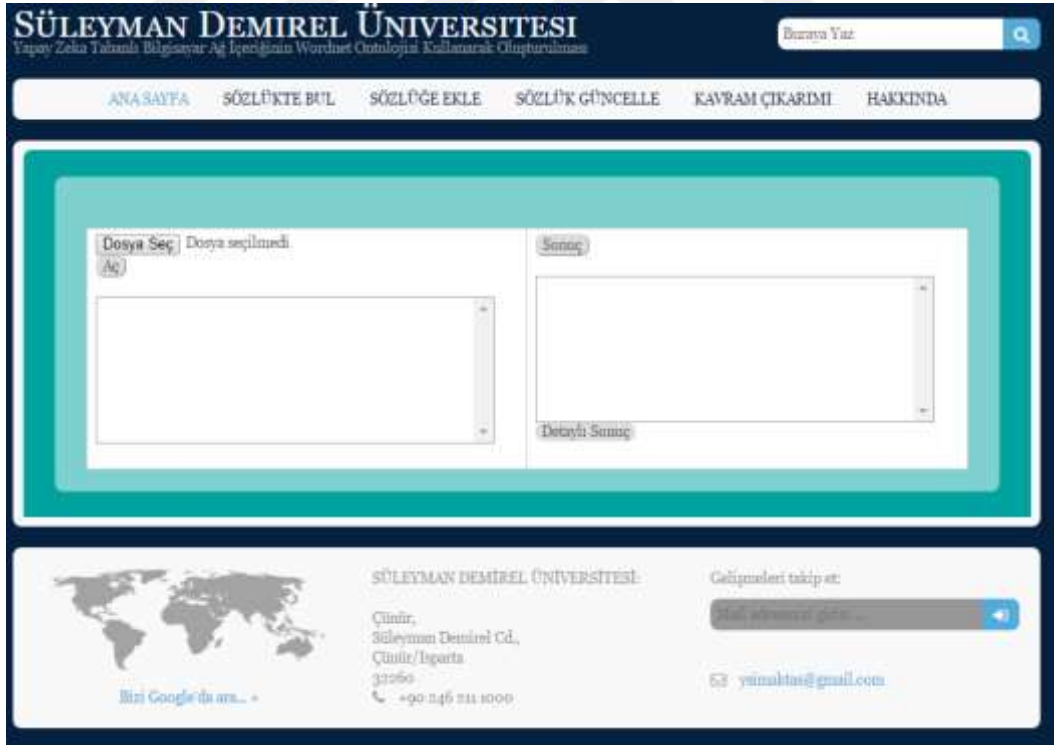 SÜLEYMAN DEMIREL ÜNIVERSITESI
Yapay Zeka Tabanlı Bilgisayar Ağ İçeriğinin Wordnet Ontolojisi Kullanarak Oluşturulması
Buraya Yaz
ANA SAYFA SÖZLÜKTE BUL SÖZLÜĞE EKLE SÖZLÜK GÜNCELLE KAVRAM ÇIKARIMI HAKKINDA
Dosya Seç Dosya seçilmedi
Aç
Sonuç
Detaylı Sonuç
Bizi Google'da ara... »
SÜLEYMAN DEMİREL ÜNİVERSİTESİ:
Çünür,
Süleyman Demirel Cd.,
Çünür/Isparta
32260
+90 246 211 1000
Gelişmeleri takip et:
Mail adresinizi girin ...